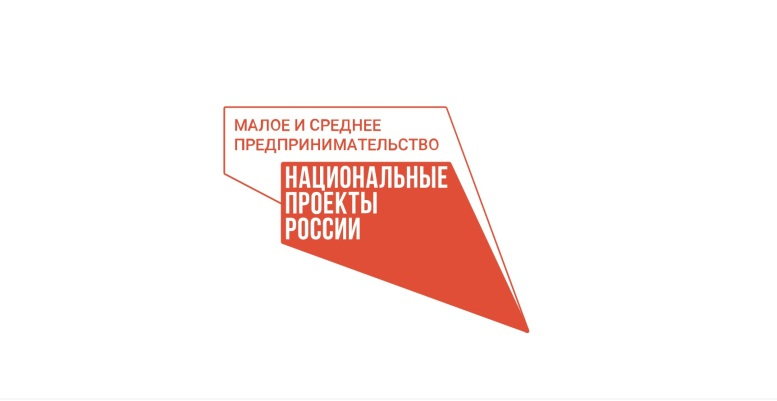 МАЛОЕ И СРЕДНЕЕ
ПРЕДПРИНИМАТЕЛЬСТВО
НАЦИОНАЛЬНЫЕ
ПРОЕКТЫ
РОССИИ